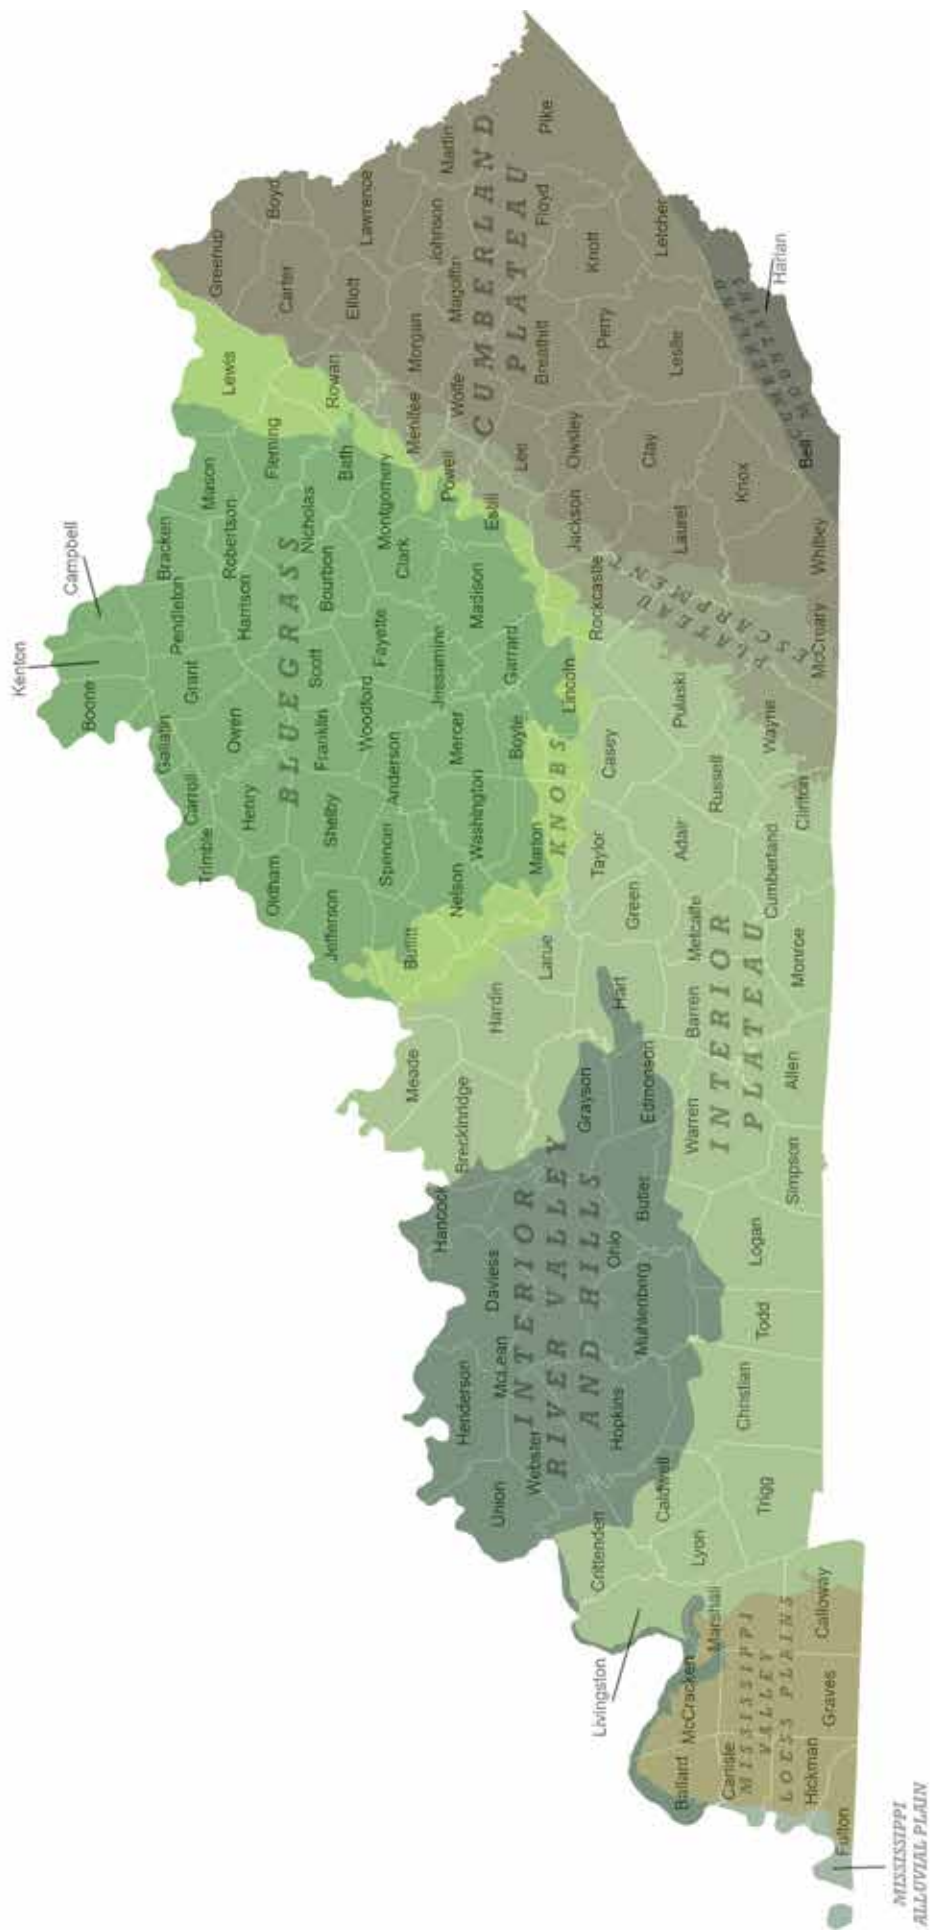 Kenton
Campbell
Boone
Gallatin
Carroll
Trimble
Grant
Pendleton
Bracken
Mason
Lewis
Greenup
Boyd
Carter
Owen
Henry
Oldham
Harrison
Robertson
Fleming
BLUEGRASS
Nicholas
Rowan
Elliott
Lawrence
Jefferson
Shelby
Franklin
Scott
Bourbon
Bath
Spencer
Anderson
Woodford
Fayette
Clark
Montgomery
Menifee
Morgan
Johnson
Martin
Magoffin
Bullitt
Nelson
Washington
Mercer
Jessamine
Madison
Powell
Wolfe
CUMBERLAND
PLATEAU
Floyd
Pike
Meade
Breckinridge
Hardin
Larue
Marion
Boyle
Garrard
Estill
Lee
Breathitt
Knott
KNOBS
Lincoln
Rockcastle
Jackson
Owsley
Perry
Letcher
Leslie
Clay
Laurel
Knox
Taylor
Casey
Green
Hart
Pulaski
PLATEAU
ESCARPMENT
Adair
Russell
Wayne
McCreary
Whitley
Bell
CUMBERLAND
MOUNTAINS
Harlan
Metcalfe
Barren
Cumberland
Clinton
Monroe
Allen
INTERIOR
PLATEAU
Warren
Simpson
Logan
Todd
Christian
Trigg
Hancock
Daviess
McLean
Henderson
Union
Webster
INTERIOR
RIVER VALLEY
AND HILLS
Grayson
Edmonson
Butler
Ohio
Muhlenberg
Hopkins
Caldwell
Crittenden
Lyon
Livingston
Marshall
McCracken
Ballard
Carlisle
MISSISSIPPI
VALLEY
LOESS PLAINS
Calloway
Graves
Hickman
Fulton
MISSISSIPPI
ALLUVIAL PLAIN